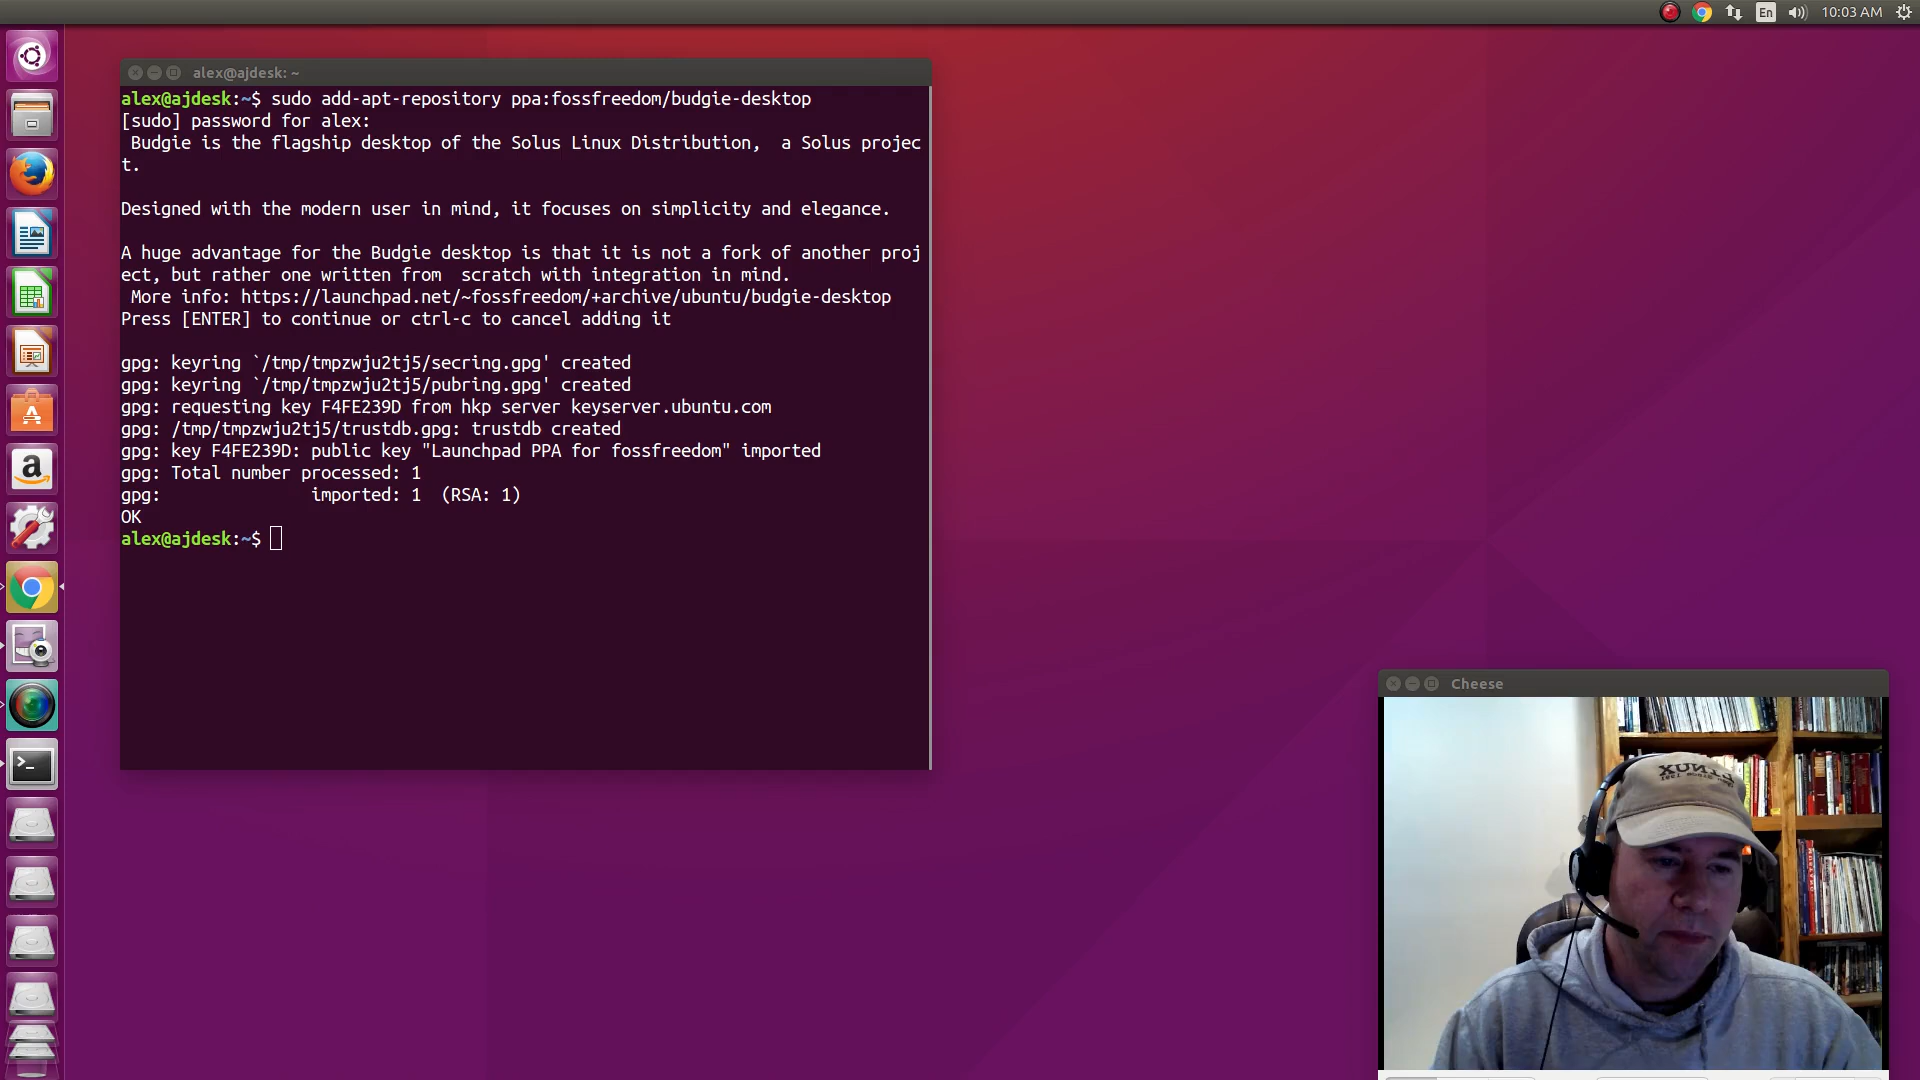 En
10:03 AM
alex@ajdesk: ~
alex@ajdesk:~$ sudo add-apt-repository ppa:fossfreedom/budgie-desktop
[sudo] password for alex:
 Budgie is the flagship desktop of the Solus Linux Distribution,  a Solus projec
t.
Designed with the modern user in mind, it focuses on simplicity and elegance.
A huge advantage for the Budgie desktop is that it is not a fork of another proj
ect, but rather one written from  scratch with integration in mind.
 More info: https://launchpad.net/~fossfreedom/+archive/ubuntu/budgie-desktop
Press [ENTER] to continue or ctrl-c to cancel adding it
gpg: keyring `/tmp/tmpzwju2tj5/secring.gpg' created
gpg: keyring `/tmp/tmpzwju2tj5/pubring.gpg' created
gpg: requesting key F4FE239D from hkp server keyserver.ubuntu.com
gpg: /tmp/tmpzwju2tj5/trustdb.gpg: trustdb created
gpg: key F4FE239D: public key "Launchpad PPA for fossfreedom" imported
gpg: Total number processed: 1
gpg:               imported: 1  (RSA: 1)
OK
alex@ajdesk:~$
Cheese
LINUX